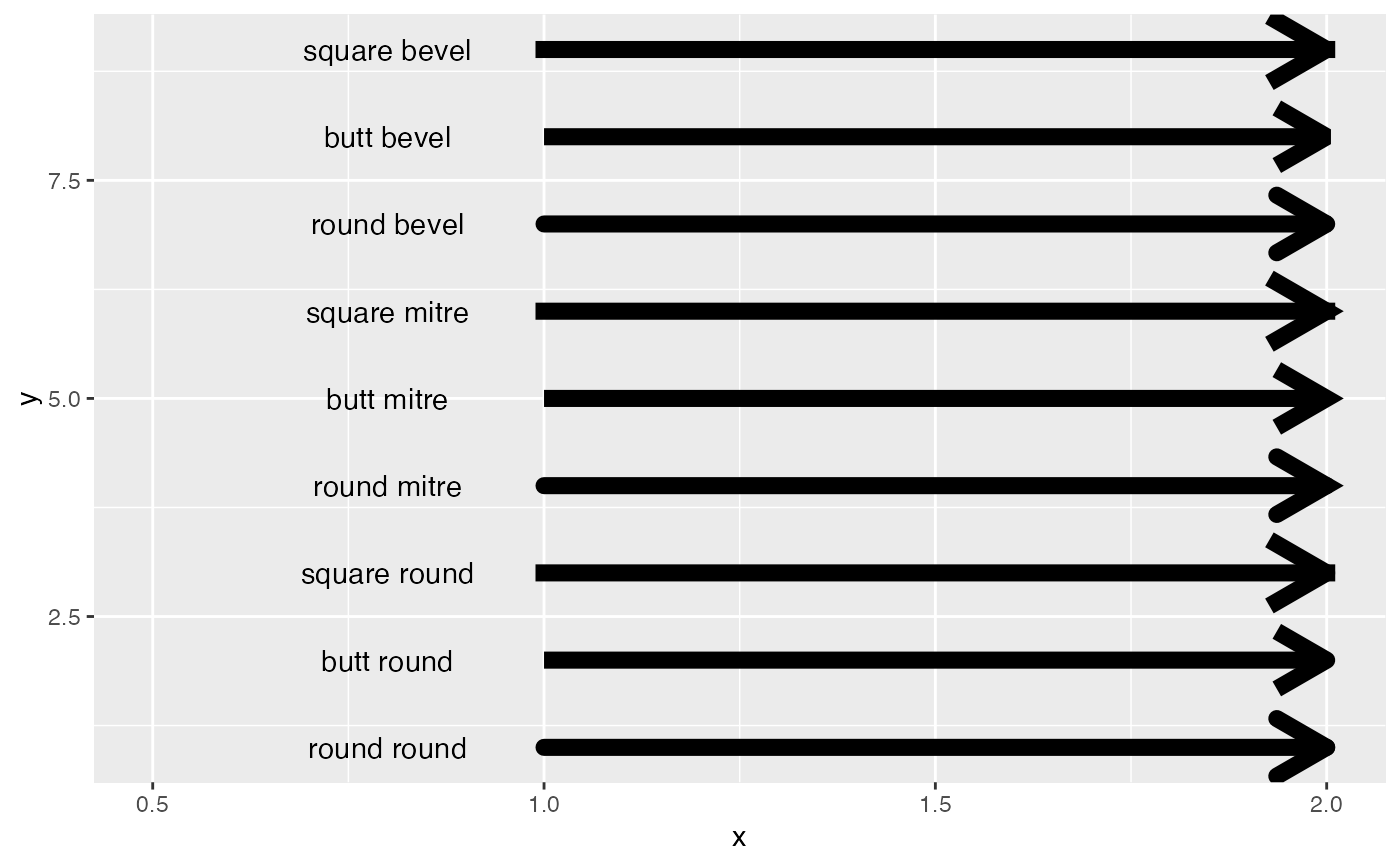 square bevel
butt bevel
7.5
round bevel
square mitre
y
5.0
butt mitre
round mitre
square round
2.5
butt round
round round
0.5
1.0
1.5
2.0
x